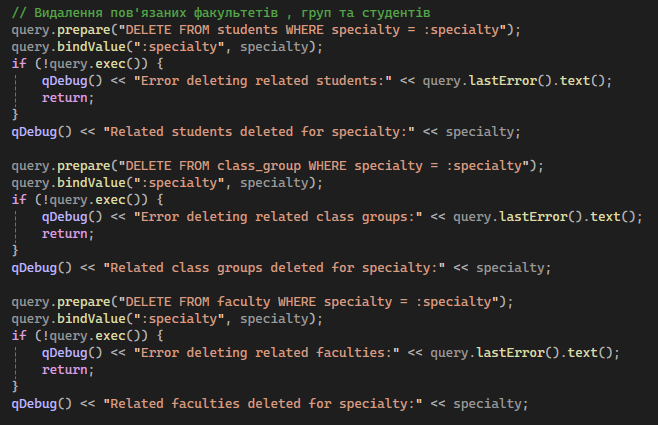 // Видалення пов'язаних факультетів , груп та студентів
query.prepare("DELETE FROM students WHERE specialty = :specialty");
query.bindValue(":specialty", specialty);
if (!query.exec()) {
qDebug() << "Error deleting related students:" << query.lastError().text();
return;
}
qDebug() << "Related students deleted for specialty:" << specialty;
query.prepare("DELETE FROM class_group WHERE specialty = :specialty");
query.bindValue(":specialty", specialty);
if (!query.exec()) {
qDebug() << "Error deleting related class groups:" << query.lastError().text();
return;
}
qDebug() << "Related class groups deleted for specialty:" << specialty;
query.prepare("DELETE FROM faculty WHERE specialty = :specialty");
query.bindValue(":specialty", specialty);
if (!query.exec()) {
qDebug() << "Error deleting related faculties:" << query.lastError().text();
return;
}
qDebug() << "Related faculties deleted for specialty:" << specialty;